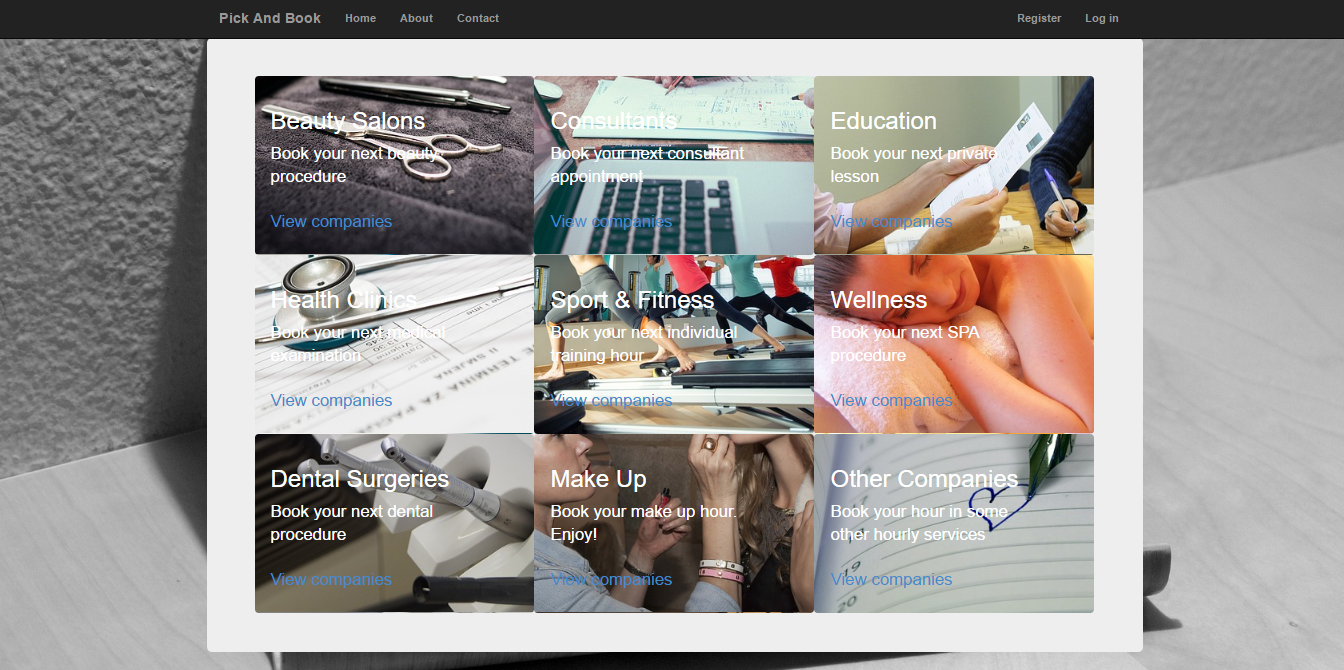 Pick And Book Home About Contact Register Log in
Beauty Salons
Book your next beauty
procedure
View companies
Consultants
Book your next consultant
appointment
View companies
Education
Book your next private
lesson
View companies
Health Clinics
Book your next medical
examination
View companies
Sport & Fitness
Book your next individual
training hour
View companies
Wellness
Book your next SPA
procedure
View companies
Dental Surgeries
Book your next dental
procedure
View companies
Make Up
Book your make up hour.
Enjoy!
View companies
Other Companies
Book your hour in some
other hourly services
View companies
19
20